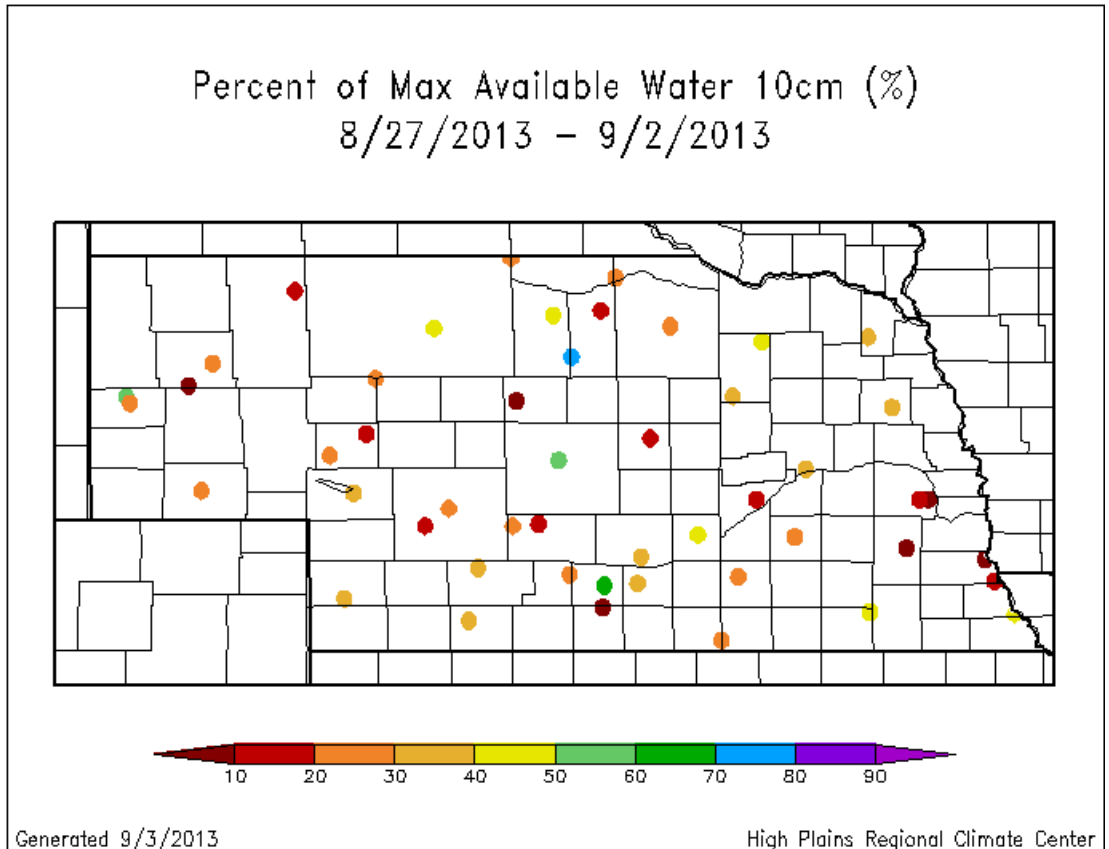 Percent of Max Available Water 10cm (%)
8/27/2013 - 9/2/2013
10 20 30 40 50 60 70 80 90
Generated 9/3/2013 High Plains Regional Climate Center